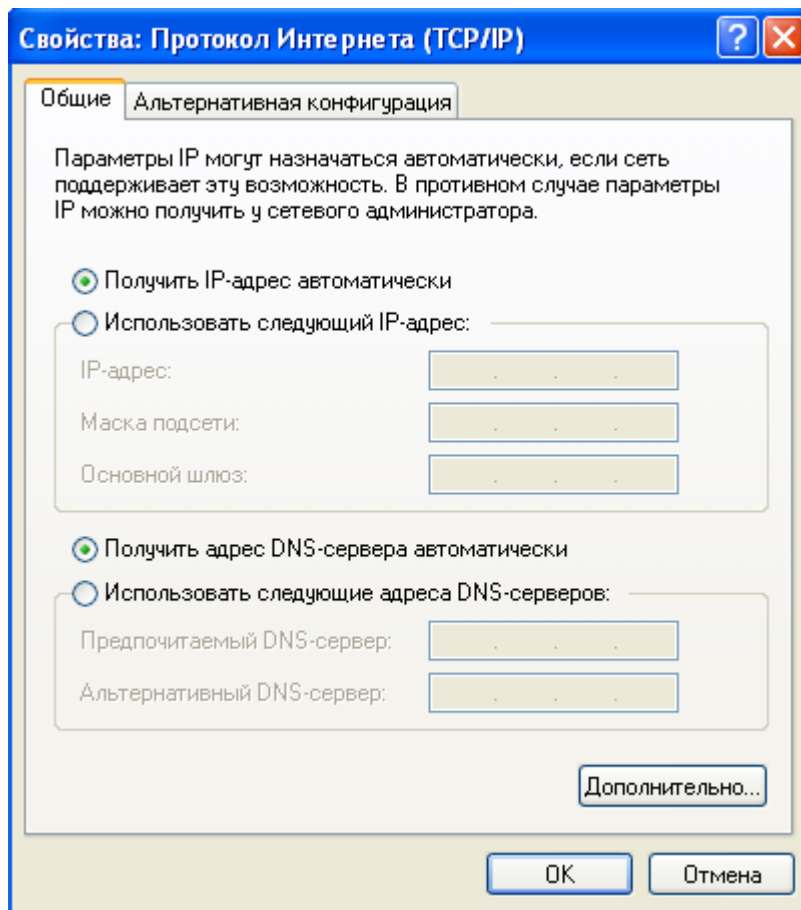 Свойства: Протокол Интернета (TCP/IP)
Общие
Альтернативная конфигурация
Параметры IP могут назначаться автоматически, если сеть
поддерживает эту возможность. В противном случае параметры
IP можно получить у сетевого администратора.
Получить IP-адрес автоматически
Использовать следующий IP-адрес:
IP-адрес:
Маска подсети:
Основной шлюз:
Получить адрес DNS-сервера автоматически
Использовать следующие адреса DNS-серверов:
Предпочитаемый DNS-сервер:
Альтернативный DNS-сервер:
Дополнительно...
OK
Отмена